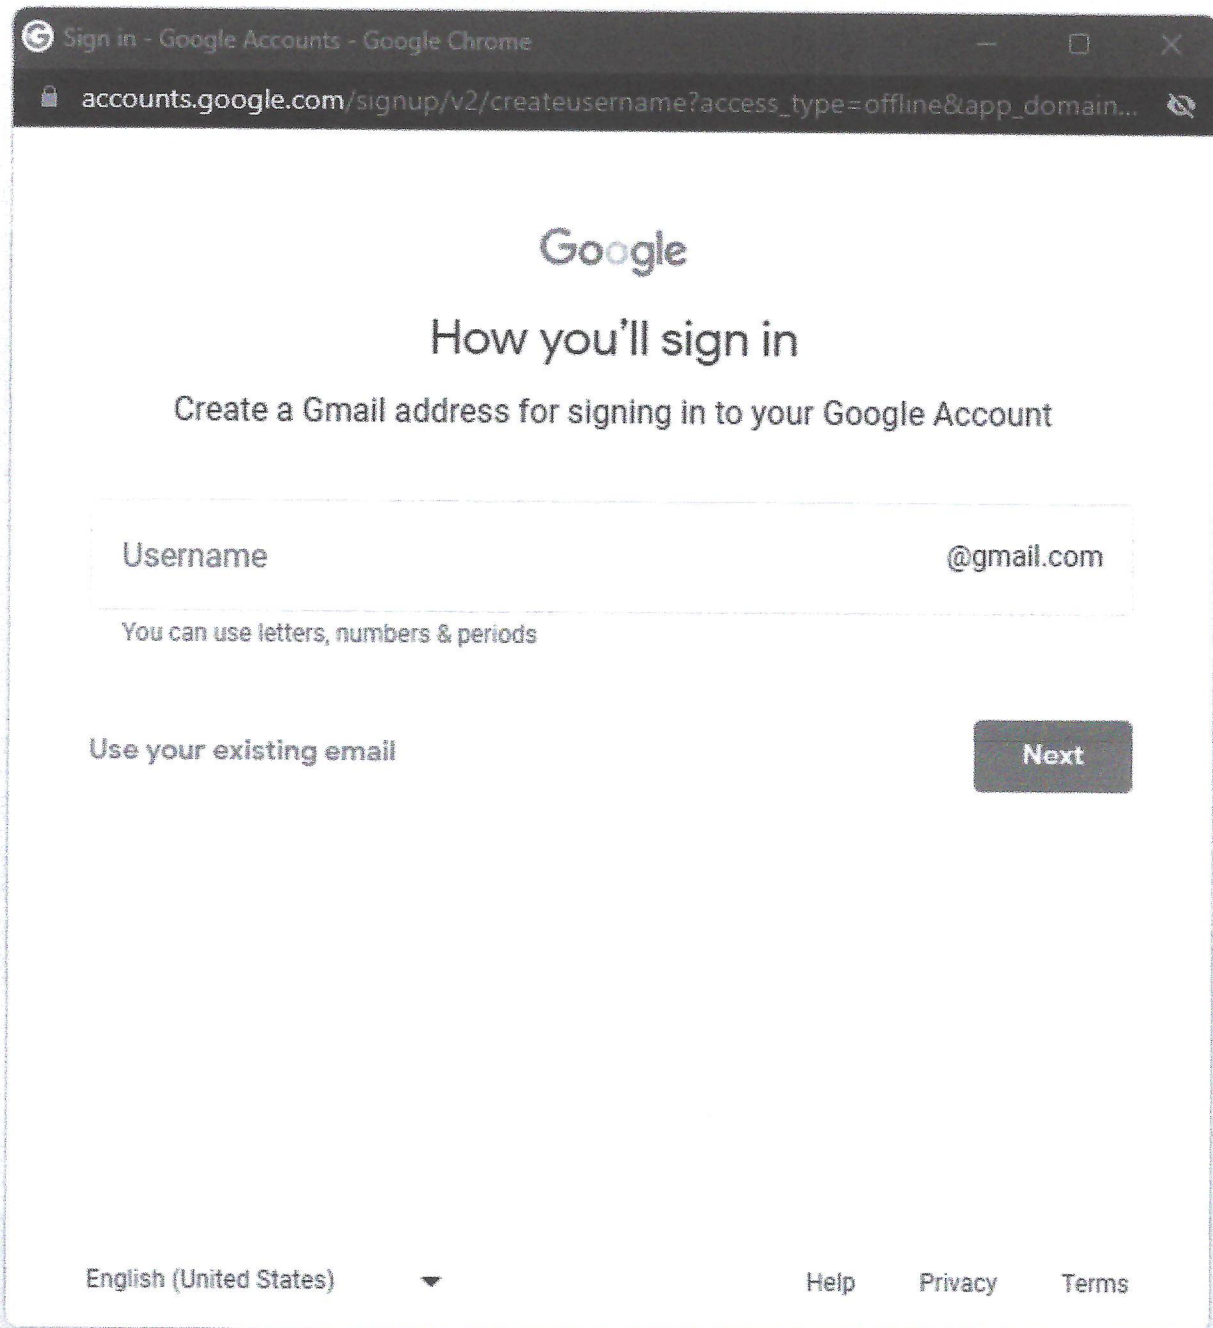 Sign in - Google Accounts - Google Chrome
accounts.google.com/signup/v2/createusername?access_type=offline&app_domain...
Google
How you'll sign in
Create a Gmail address for signing in to your Google Account
Username @gmail.com
You can use letters, numbers & periods
Use your existing email Next
English (United States) Help Privacy Terms